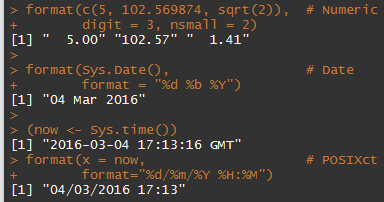 > format(c(5, 102.569874, sqrt(2)),  # Numeric
+        digit = 3, nsmall = 2)
[1] "  5.00" "102.57" "  1.41"
>
> format(Sys.Date(),                 # Date
+        format = "%d %b %Y")
[1] "04 Mar 2016"
>
> (now <- Sys.time())
[1] "2016-03-04 17:13:16 GMT"
> format(x = now,                    # POSIXct
+        format="%d/%m/%Y %H:%M")
[1] "04/03/2016 17:13"